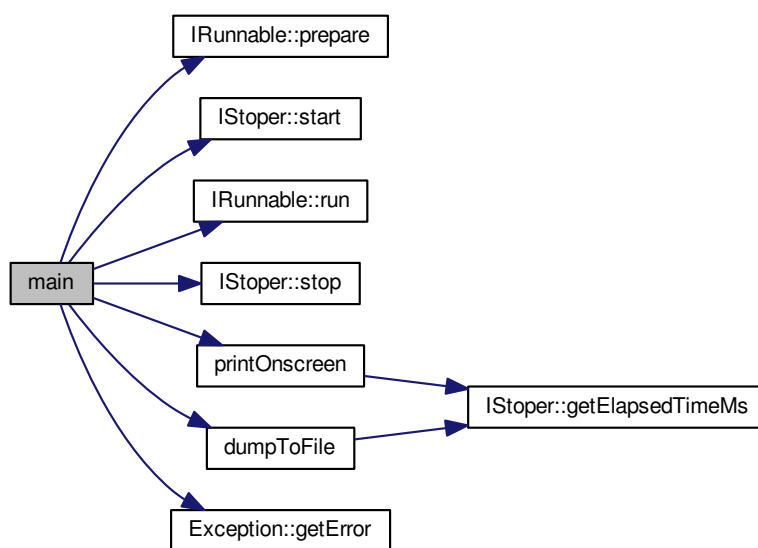 IRunnable::prepare
IStoper::start
IRunnable::run
main
IStoper::stop
printOnscreen
IStoper::getElapsedTimeMs
dumpToFile
Exception::getError